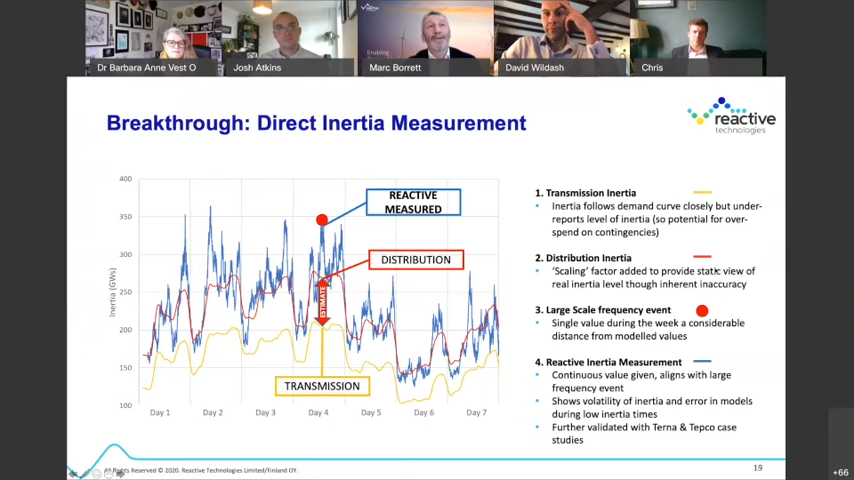 Enabling
Dr Barbara Anne Vest O
Josh Atkins
Marc Borrett
David Wildash
Chris
Breakthrough: Direct Inertia Measurement
reactive
technologies
400
350
300
250
200
150
100
Inertia (GWs)
REACTIVE
MEASURED
DISTRIBUTION
ESTIMATE
TRANSMISSION
Day 1
Day 2
Day 3
Day 4
Day 5
Day 6
Day 7
1. Transmission Inertia
• Inertia follows demand curve closely but under-
reports level of inertia (so potential for over-
spend on contingencies)
2. Distribution Inertia
• 'Scaling' factor added to provide static view of
real inertia level though inherent inaccuracy
3. Large Scale frequency event
• Single value during the week a considerable
distance from modelled values
4. Reactive Inertia Measurement
• Continuous value given, aligns with large
frequency event
• Shows volatility of inertia and error in models
during low inertia times
• Further validated with Terna & Tepco case
studies
All Rights Reserved © 2020. Reactive Technologies Limited/Finland OY.
19
+66